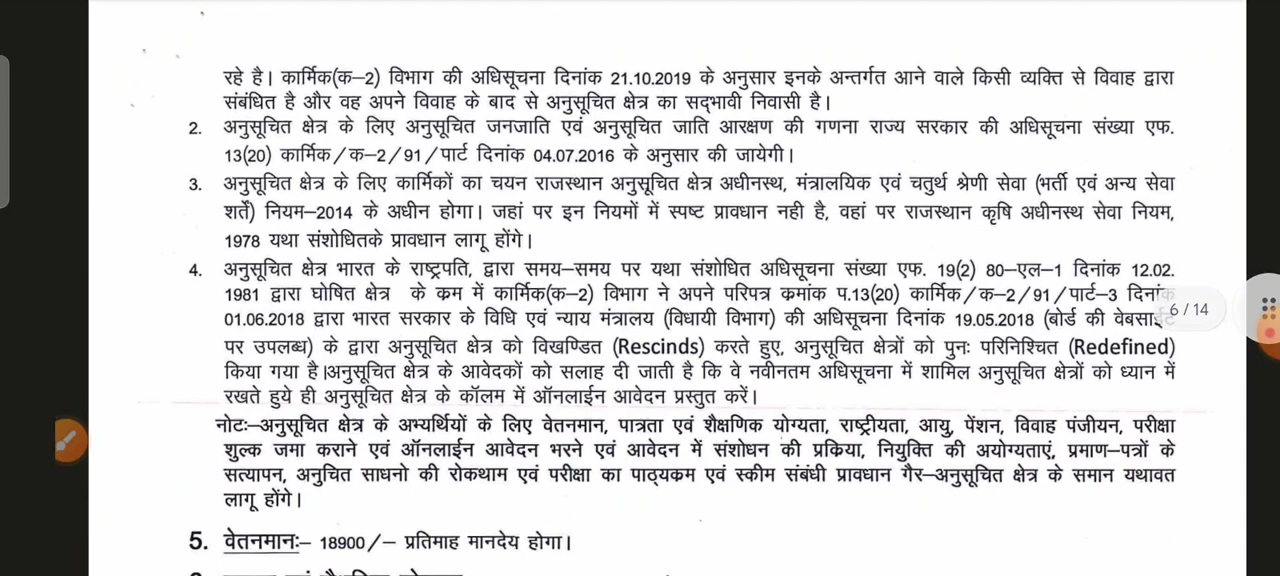 रहे है। कार्मिक(क–2) विभाग की अधिसूचना दिनांक 21.10.2019 के अनुसार इनके अन्तर्गत आने वाले किसी व्यक्ति से विवाह द्वारा
संबंधित है और वह अपने विवाह के बाद से अनुसूचित क्षेत्र का सद्भावी निवासी है।
2. अनुसूचित क्षेत्र के लिए अनुसूचित जनजाति एवं अनुसूचित जाति आरक्षण की गणना राज्य सरकार की अधिसूचना संख्या एफ.
13(20) कार्मिक/क–2/91/पार्ट दिनांक 04.07.2016 के अनुसार की जायेगी।
3. अनुसूचित क्षेत्र के लिए कार्मिकों का चयन राजस्थान अनुसूचित क्षेत्र अधीनस्थ, मंत्रालयिक एवं चतुर्थ श्रेणी सेवा (भर्ती एवं अन्य सेवा
शर्ते) नियम–2014 के अधीन होगा। जहां पर इन नियमों में स्पष्ट प्रावधान नही है, वहां पर राजस्थान कृषि अधीनस्थ सेवा नियम,
1978 यथा संशोधितके प्रावधान लागू होंगे।
4. अनुसूचित क्षेत्र भारत के राष्ट्रपति, द्वारा समय–समय पर यथा संशोधित अधिसूचना संख्या एफ. 19(2) 80–एल–1 दिनांक 12.02.
1981 द्वारा घोषित क्षेत्र के क्रम में कार्मिक(क–2) विभाग ने अपने परिपत्र क्रमांक प.13(20) कार्मिक/क–2/91/पार्ट–3 दिनांक
6/14
01.06.2018 द्वारा भारत सरकार के विधि एवं न्याय मंत्रालय (विधायी विभाग) की अधिसूचना दिनांक 19.05.2018 (बोर्ड की वेबसाईट
पर उपलब्ध) के द्वारा अनुसूचित क्षेत्र को विखण्डित (Rescinds) करते हुए, अनुसूचित क्षेत्रों को पुनः परिनिश्चित (Redefined)
किया गया है।अनुसूचित क्षेत्र के आवेदकों को सलाह दी जाती है कि वे नवीनतम अधिसूचना में शामिल अनुसूचित क्षेत्रों को ध्यान में
रखते हुये ही अनुसूचित क्षेत्र के कॉलम में ऑनलाईन आवेदन प्रस्तुत करें।
नोटः–अनुसूचित क्षेत्र के अभ्यर्थियों के लिए वेतनमान, पात्रता एवं शैक्षणिक योग्यता, राष्ट्रीयता, आयु, पेंशन, विवाह पंजीयन, परीक्षा
शुल्क जमा कराने एवं ऑनलाईन आवेदन भरने एवं आवेदन में संशोधन की प्रक्रिया, नियुक्ति की अयोग्यताएं, प्रमाण–पत्रों के
सत्यापन, अनुचित साधनो की रोकथाम एवं परीक्षा का पाठ्यक्रम एवं स्कीम संबंधी प्रावधान गैर–अनुसूचित क्षेत्र के समान यथावत
लागू होंगे।
5. वेतनमानः– 18900/– प्रतिमाह मानदेय होगा।